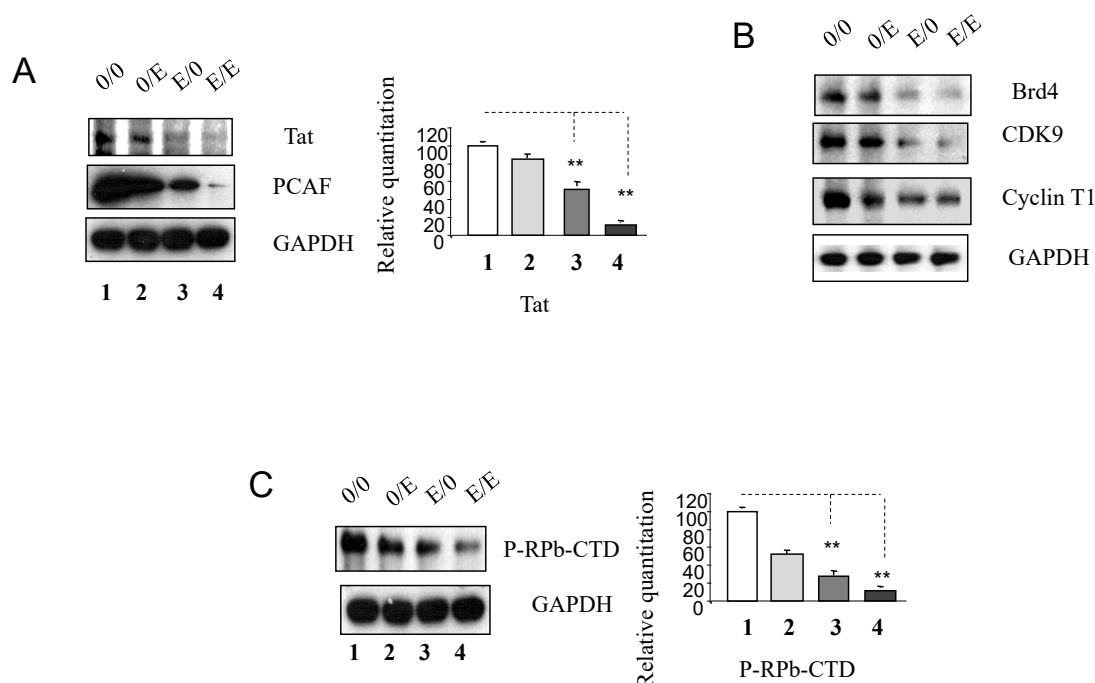 A
0/0 0/E E/0 E/E
Tat
PCAF
GAPDH
1 2 3 4
Relative quantitation
120
100
80
60
40
20
0
**
**
1 2 3 4
Tat
B
0/0 0/E E/0 E/E
Brd4
CDK9
Cyclin T1
GAPDH
C
0/0 0/E E/0 E/E
P-RPb-CTD
GAPDH
1 2 3 4
Relative quantitation
120
100
80
60
40
20
0
**
**
1 2 3 4
P-RPb-CTD